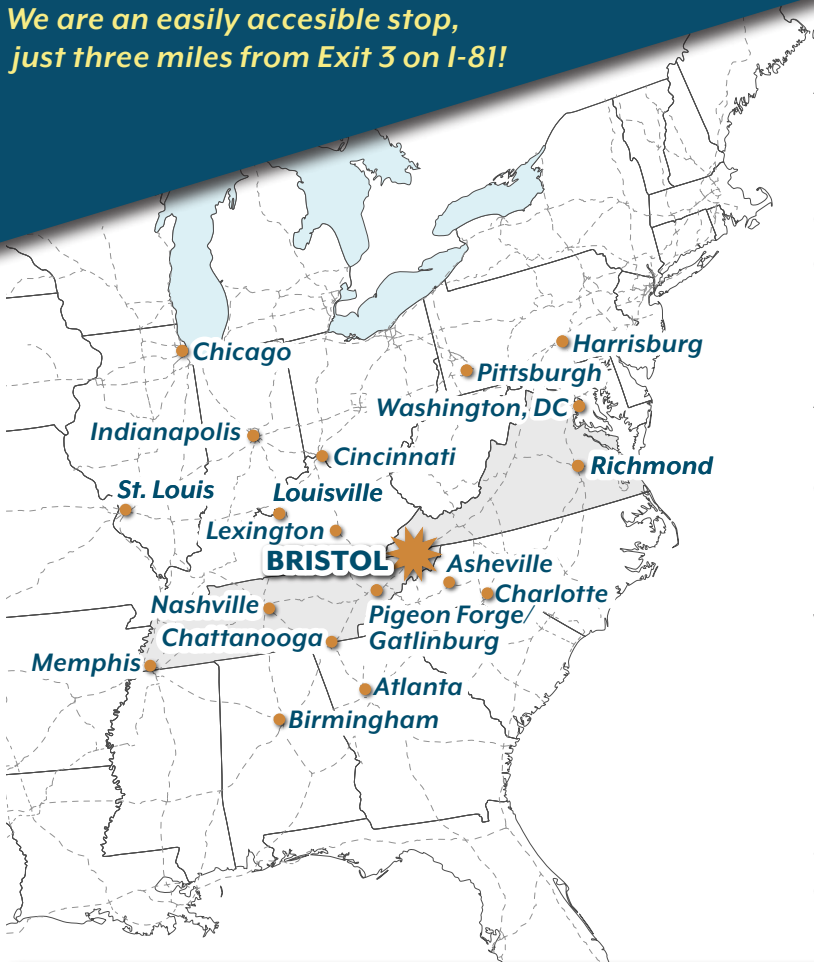 We are an easily accesible stop,
just three miles from Exit 3 on I-81!
Harrisburg
Chicago
Pittsburgh
Washington, DC
Indianapolis
Cincinnati
Richmond
St. Louis
Louisville
Lexington
BRISTOL
Asheville
Charlotte
Nashville
Pigeon Forge/
Gatlinburg
Chattanooga
Memphis
Atlanta
Birmingham